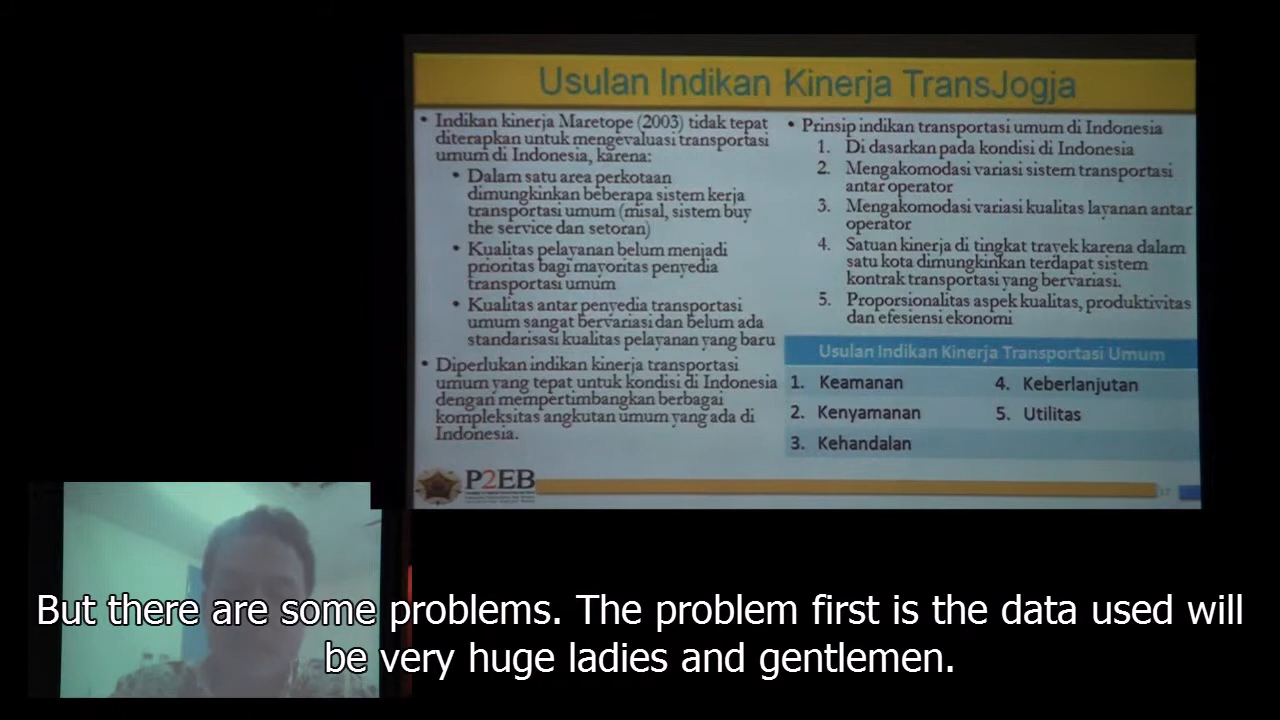 Usulan Indikan Kinerja TransJogja
• Indikan kinerja Maretope (2003) tidak tepat
diterapkan untuk mengevaluasi transportasi
umum di Indonesia, karena:
• Dalam satu area perkotaan
dimungkinkan beberapa sistem kerja
transportasi umum (misal, sistem buy
the service dan setoran)
• Kualitas pelayanan belum menjadi
prioritas bagi mayoritas penyedia
transportasi umum
• Kualitas antar penyedia transportasi
umum sangat bervariasi dan belum ada
standarisasi kualitas pelayanan yang baru
• Diperlukan indikan kinerja transportasi
umum yang tepat untuk kondisi di Indonesia
dengan mempertimbangkan berbagai
kompleksitas angkutan umum yang ada di
Indonesia.
• Prinsip indikan transportasi umum di Indonesia
1. Di dasarkan pada kondisi di Indonesia
2. Mengakomodasi variasi sistem transportasi
antar operator
3. Mengakomodasi variasi kualitas layanan antar
operator
4. Satuan kinerja di tingkat trayek karena dalam
satu kota dimungkinkan terdapat sistem
kontrak transportasi yang bervariasi.
5. Proporsionalitas aspek kualitas, produktivitas
dan efesiensi ekonomi
Usulan Indikan Kinerja Transportasi Umum
1. Keamanan
2. Kenyamanan
3. Kehandalan
4. Keberlanjutan
5. Utilitas
P2EB
17
But there are some problems. The problem first is the data used will
be very huge ladies and gentlemen.